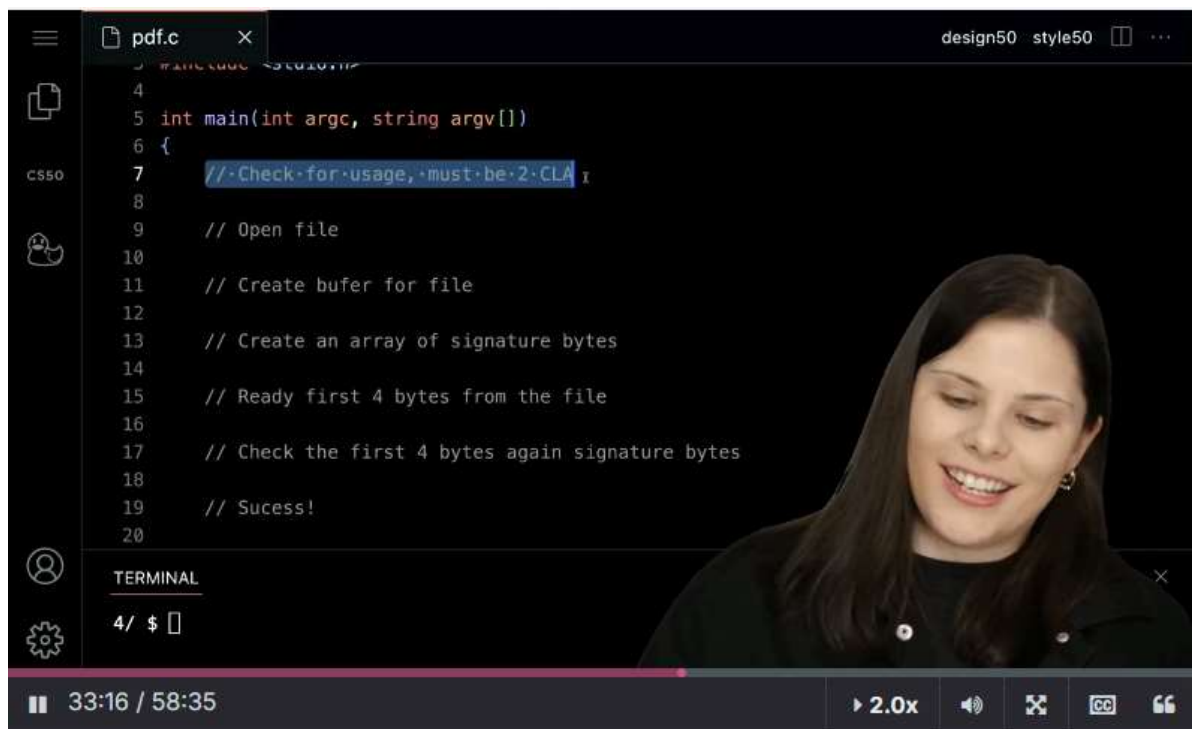 pdf.c
design50 style50
3 #include <stdio.h>
4
5 int main(int argc, string argv[])
6 {
7 // Check for usage, must be 2 CLA
8
9 // Open file
10
11 // Create bufer for file
12
13 // Create an array of signature bytes
14
15 // Ready first 4 bytes from the file
16
17 // Check the first 4 bytes again signature bytes
18
19 // Sucess!
20
CS50
TERMINAL
4/ $
33:16 / 58:35
2.0x
CC